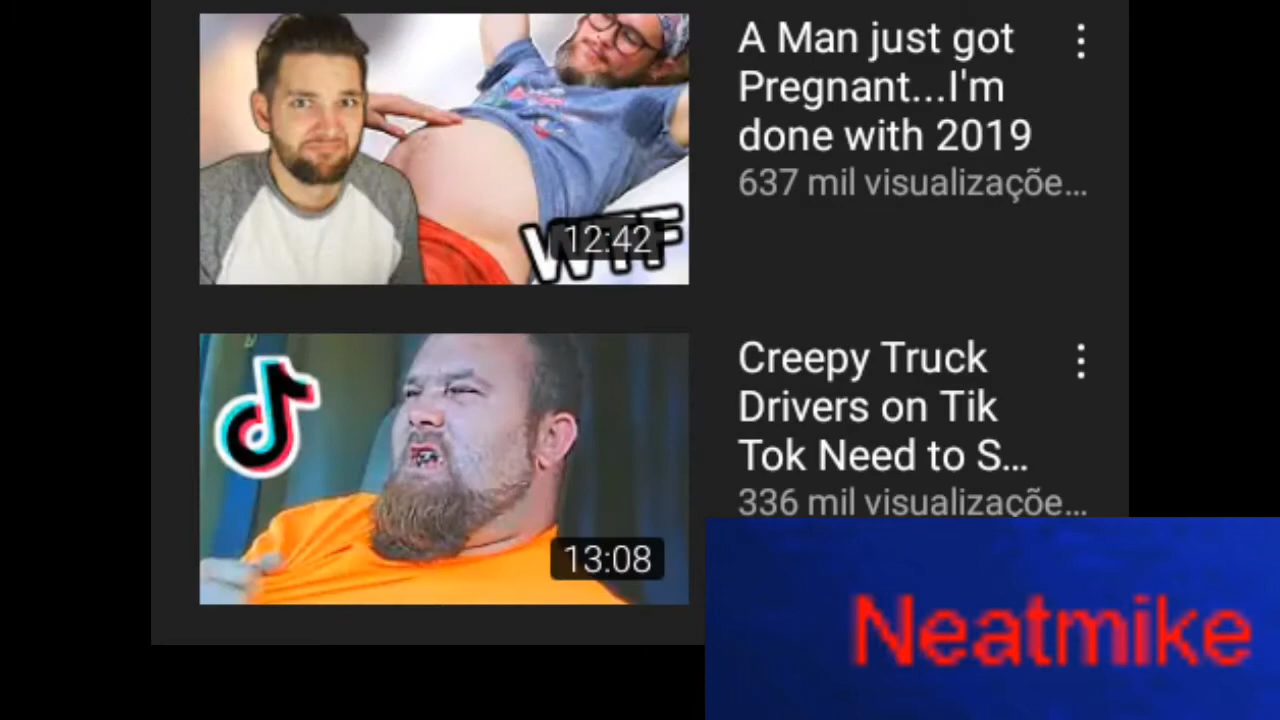 A Man just got
Pregnant...I'm
done with 2019
637 mil visualizaçõe...
WTF
12:42
Creepy Truck
Drivers on Tik
Tok Need to S...
336 mil visualizaçõe...
13:08
Neatmike